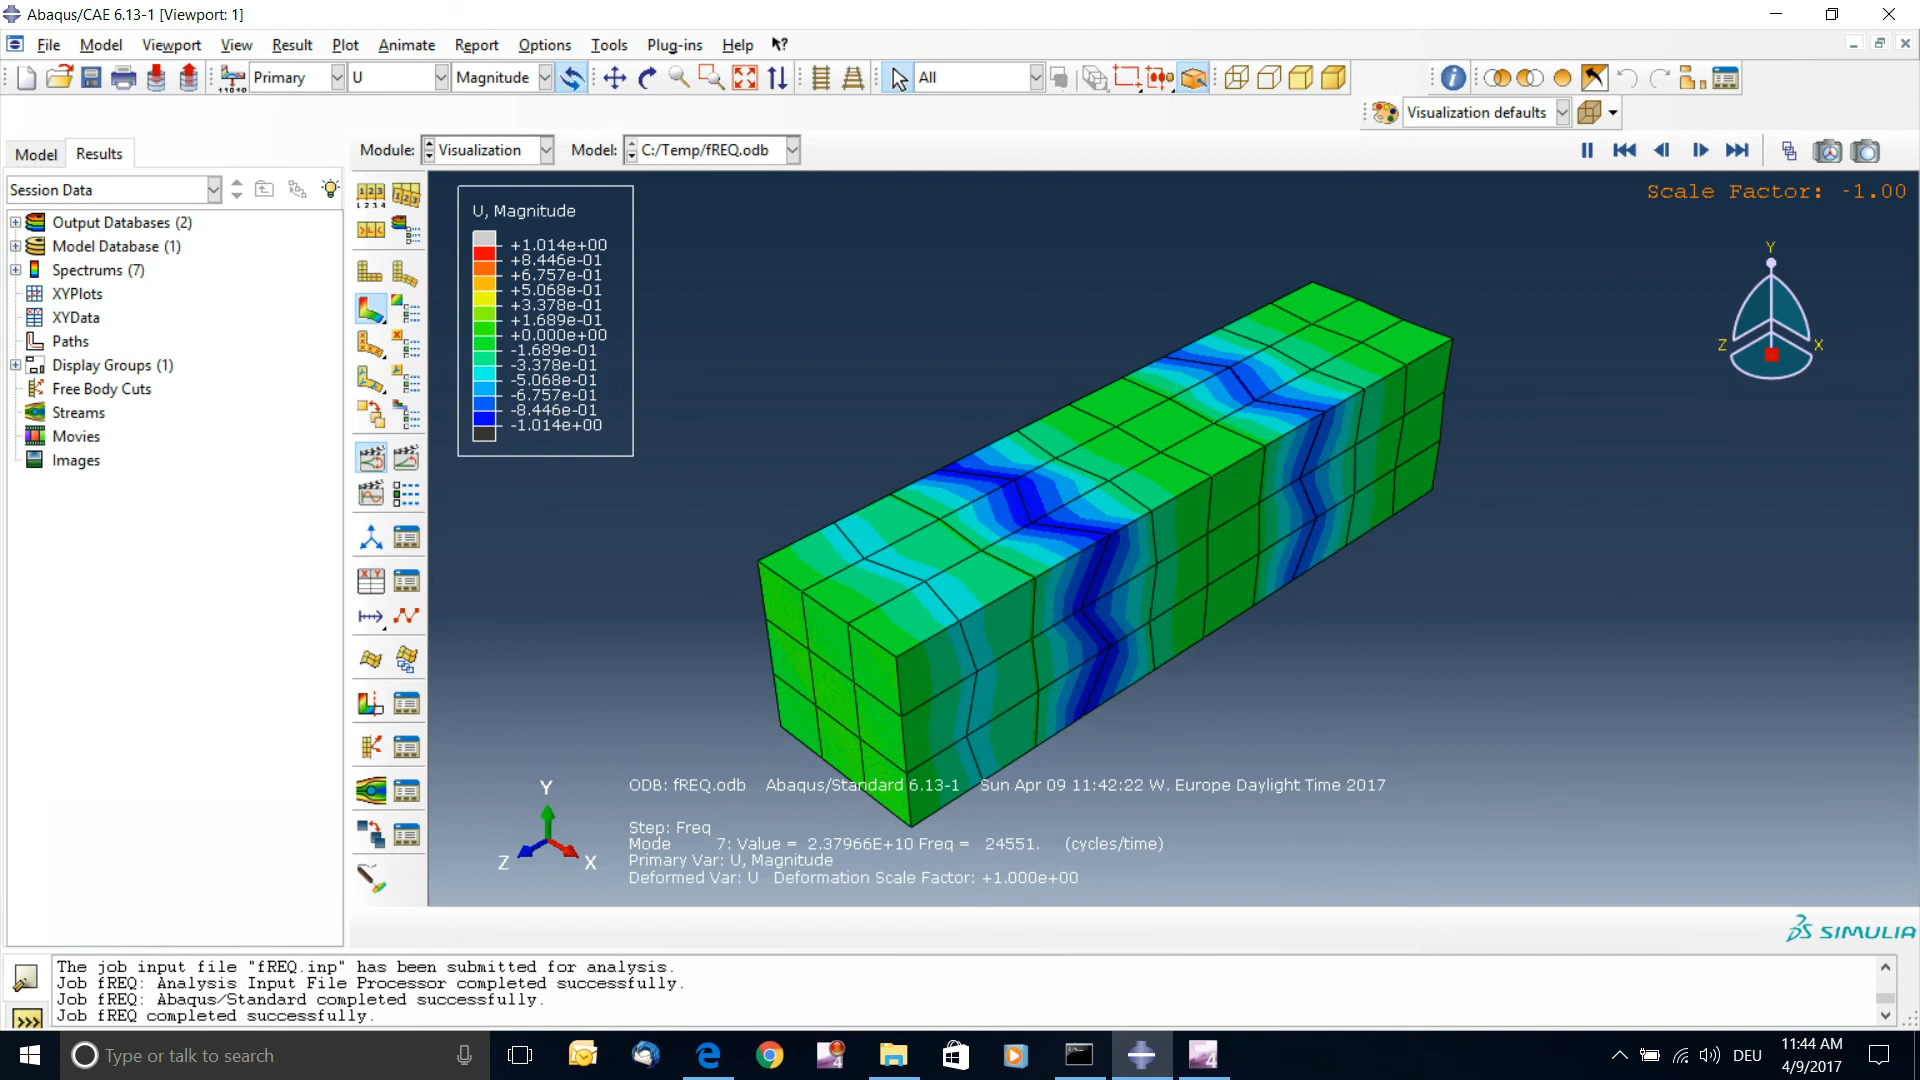 Abaqus/CAE 6.13-1 [Viewport: 1]
File Model Viewport View Result Plot Animate Report Options Tools Plug-ins Help
Primary U Magnitude All
Visualization defaults
Model Results Module: Visualization Model: C:/Temp/fREQ.odb
Session Data
Output Databases (2)
Model Database (1)
Spectrums (7)
XYPlots
XYData
Paths
Display Groups (1)
Free Body Cuts
Streams
Movies
Images
Scale Factor: -1.00
U, Magnitude
+1.014e+00
+8.446e-01
+6.757e-01
+5.068e-01
+3.378e-01
+1.689e-01
+0.000e+00
-1.689e-01
-3.378e-01
-5.068e-01
-6.757e-01
-8.446e-01
-1.014e+00
Y
Z X
Y
Z X
ODB: fREQ.odb Abaqus/Standard 6.13-1 Sun Apr 09 11:42:22 W. Europe Daylight Time 2017
Step: Freq
Mode 7: Value = 2.37966E+10 Freq = 24551. (cycles/time)
Primary Var: U, Magnitude
Deformed Var: U Deformation Scale Factor: +1.000e+00
SIMULIA
The job input file "fREQ.inp" has been submitted for analysis.
Job fREQ: Analysis Input File Processor completed successfully.
Job fREQ: Abaqus/Standard completed successfully.
Job fREQ completed successfully.
Type or talk to search
DEU
11:44 AM
4/9/2017